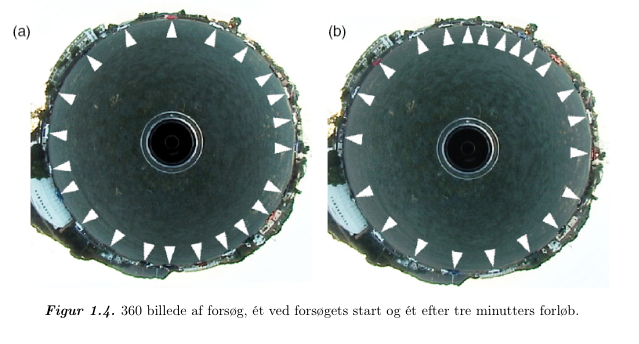 (a)
(b)
Figur 1.4. 360 billede af forsøg, ét ved forsøgets start og ét efter tre minutters forløb.